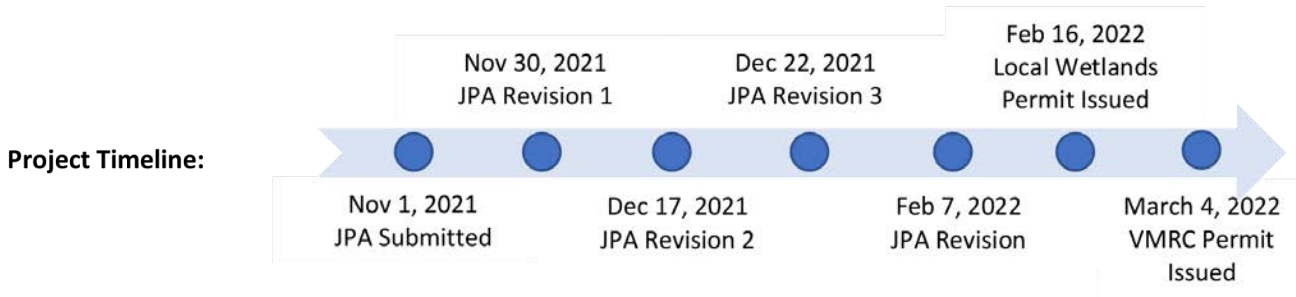 Project Timeline:
Nov 1, 2021
JPA Submitted
Nov 30, 2021
JPA Revision 1
Dec 17, 2021
JPA Revision 2
Dec 22, 2021
JPA Revision 3
Feb 7, 2022
JPA Revision
Feb 16, 2022
Local Wetlands
Permit Issued
March 4, 2022
VMRC Permit
Issued